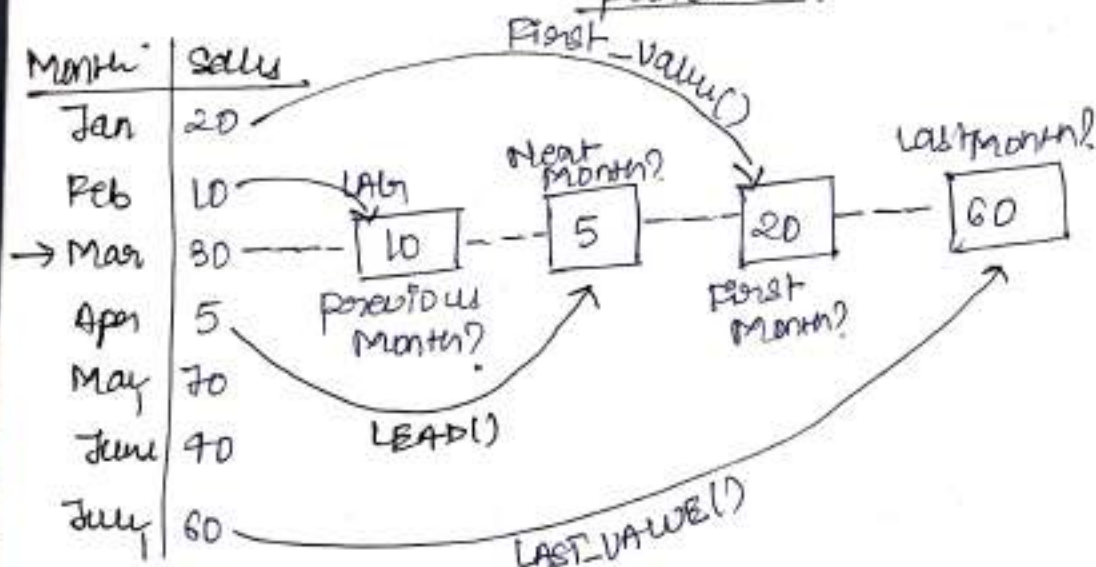 First_Value()
Month Sales
Jan 20
Feb 10 LAG 10 Next Month? 5 20 Last Month? 60
→ Mar 30
Previous Month?
First Month?
Apr 5
May 70
LEAD()
June 90
July 60
LAST_VALUE()